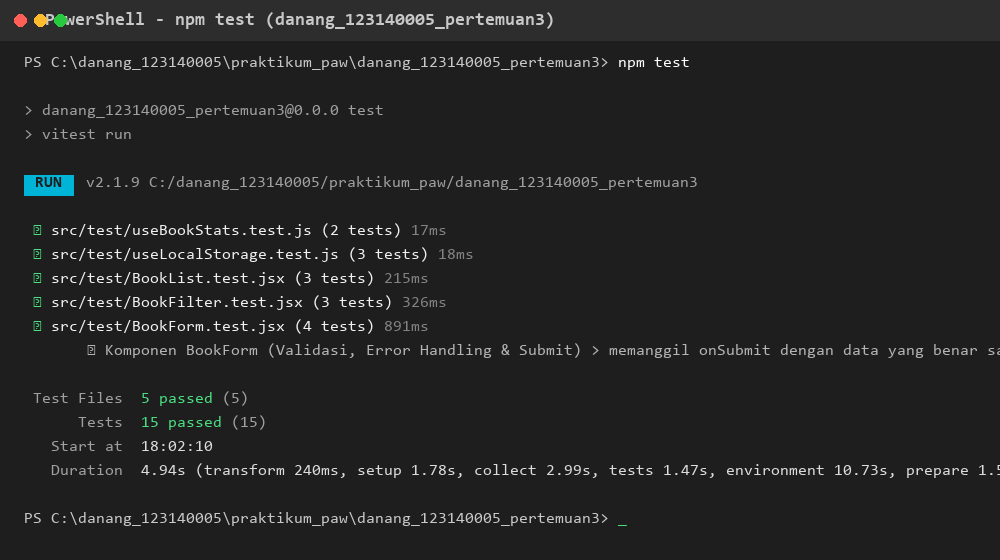 PowerShell - npm test (danang_123140005_pertemuan3)
PS C:\danang_123140005\praktikum_paw\danang_123140005_pertemuan3> npm test
> danang_123140005_pertemuan3@0.0.0 test
> vitest run
RUN v2.1.9 C:/danang_123140005/praktikum_paw/danang_123140005_pertemuan3
src/test/useBookStats.test.js (2 tests) 17ms
src/test/useLocalStorage.test.js (3 tests) 18ms
src/test/BookList.test.jsx (3 tests) 215ms
src/test/BookFilter.test.jsx (3 tests) 326ms
src/test/BookForm.test.jsx (4 tests) 891ms
Komponen BookForm (Validasi, Error Handling & Submit) > memanggil onSubmit dengan data yang benar sa
Test Files 5 passed (5)
Tests 15 passed (15)
Start at 18:02:10
Duration 4.94s (transform 240ms, setup 1.78s, collect 2.99s, tests 1.47s, environment 10.73s, prepare 1.5
PS C:\danang_123140005\praktikum_paw\danang_123140005_pertemuan3> _